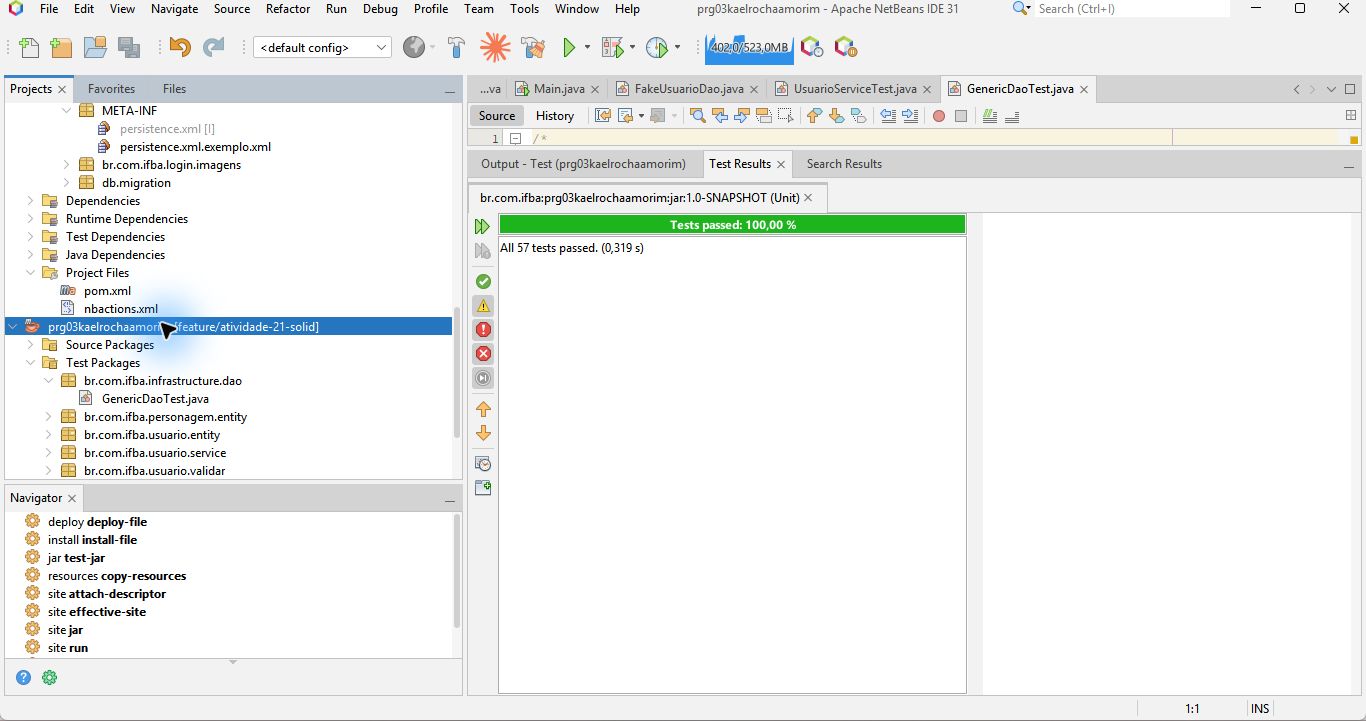 File Edit View Navigate Source Refactor Run Debug Profile Team Tools Window Help prg03kaelrochaamorim - Apache NetBeans IDE 31 Search (Ctrl+I)
<default config> 402,0/523,0MB
Projects Favorites Files
META-INF
persistence.xml [I]
persistence.xml.exemplo.xml
br.com.ifba.login.imagens
db.migration
Dependencies
Runtime Dependencies
Test Dependencies
Java Dependencies
Project Files
pom.xml
nbactions.xml
feature/atividade-21-solid]
Source Packages
Test Packages
br.com.ifba.infrastructure.dao
GenericDaoTest.java
br.com.ifba.personagem.entity
br.com.ifba.usuario.entity
br.com.ifba.usuario.service
br.com.ifba.usuario.validar
Navigator
deploy deploy-file
install install-file
jar test-jar
resources copy-resources
site attach-descriptor
site effective-site
site jar
site run
...va Main.java FakeUsuarioDao.java UsuarioServiceTest.java GenericDaoTest.java
Source History
1 /*
Output - Test (prg03kaelrochaamorim) Test Results Search Results
br.com.ifba:prg03kaelrochaamorim:jar:1.0-SNAPSHOT (Unit)
Tests passed: 100,00 %
All 57 tests passed. (0,319 s)
1:1 INS